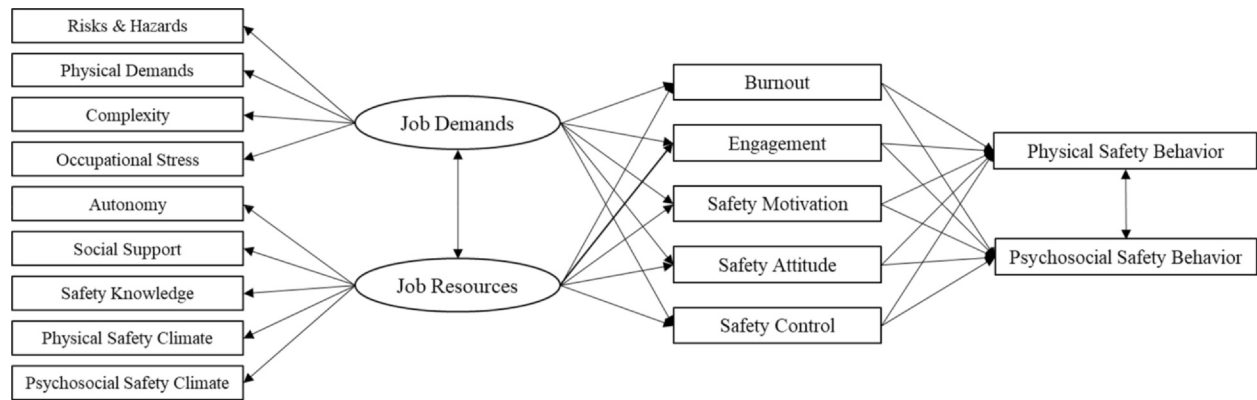 Risks & Hazards
Physical Demands
Complexity
Occupational Stress
Autonomy
Social Support
Safety Knowledge
Physical Safety Climate
Psychosocial Safety Climate
Job Demands
Job Resources
Burnout
Engagement
Safety Motivation
Safety Attitude
Safety Control
Physical Safety Behavior
Psychosocial Safety Behavior